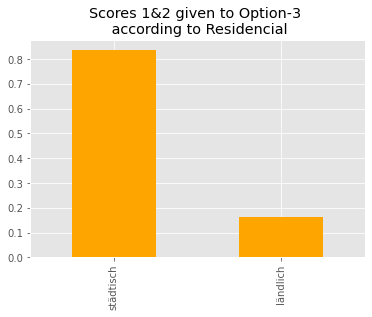 Scores 1&2 given to Option-3
according to Residencial
0.8
0.7
0.6
0.5
0.4
0.3
0.2
0.1
0.0
städtisch
ländlich